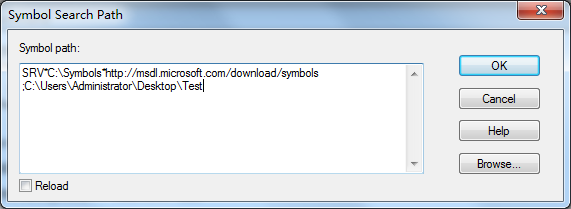 Symbol Search Path
Symbol path:
SRV*C:\Symbols*http://msdl.microsoft.com/download/symbols
;C:\Users\Administrator\Desktop\Test
OK
Cancel
Help
Browse...
Reload